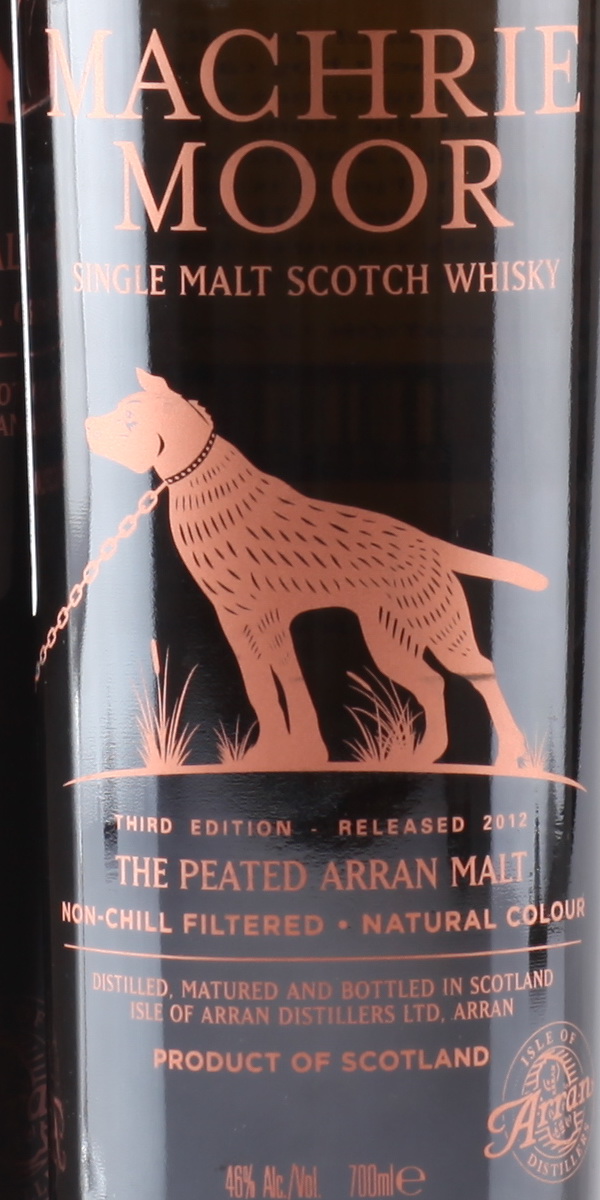 MACHRIE
MOOR
SINGLE MALT SCOTCH WHISKY
THIRD EDITION - RELEASED 2012
THE PEATED ARRAN MALT
NON-CHILL FILTERED • NATURAL COLOUR
DISTILLED, MATURED AND BOTTLED IN SCOTLAND
ISLE OF ARRAN DISTILLERS LTD, ARRAN
PRODUCT OF SCOTLAND
ISLE OF
Arran
DISTILLERS
46% Alc./Vol. 700ml e